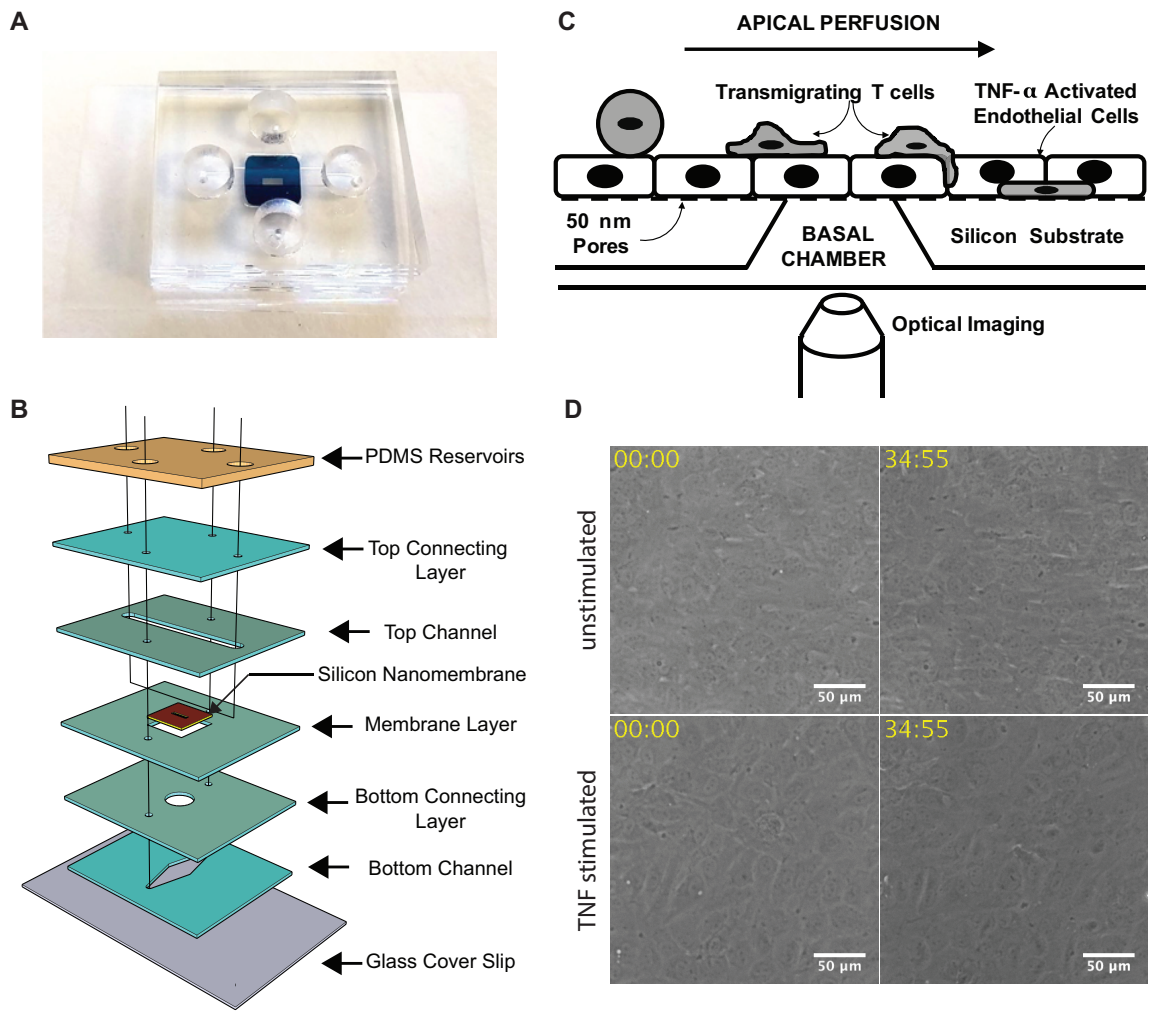 A
B
PDMS Reservoirs
Top Connecting
Layer
Top Channel
Silicon Nanomembrane
Membrane Layer
Bottom Connecting
Layer
Bottom Channel
Glass Cover Slip
C
APICAL PERFUSION
Transmigrating T cells
TNF-α Activated
Endothelial Cells
50 nm
Pores
BASAL
CHAMBER
Silicon Substrate
Optical Imaging
D
unstimulated
00:00
50 µm
34:55
50 µm
TNF stimulated
00:00
50 µm
34:55
50 µm